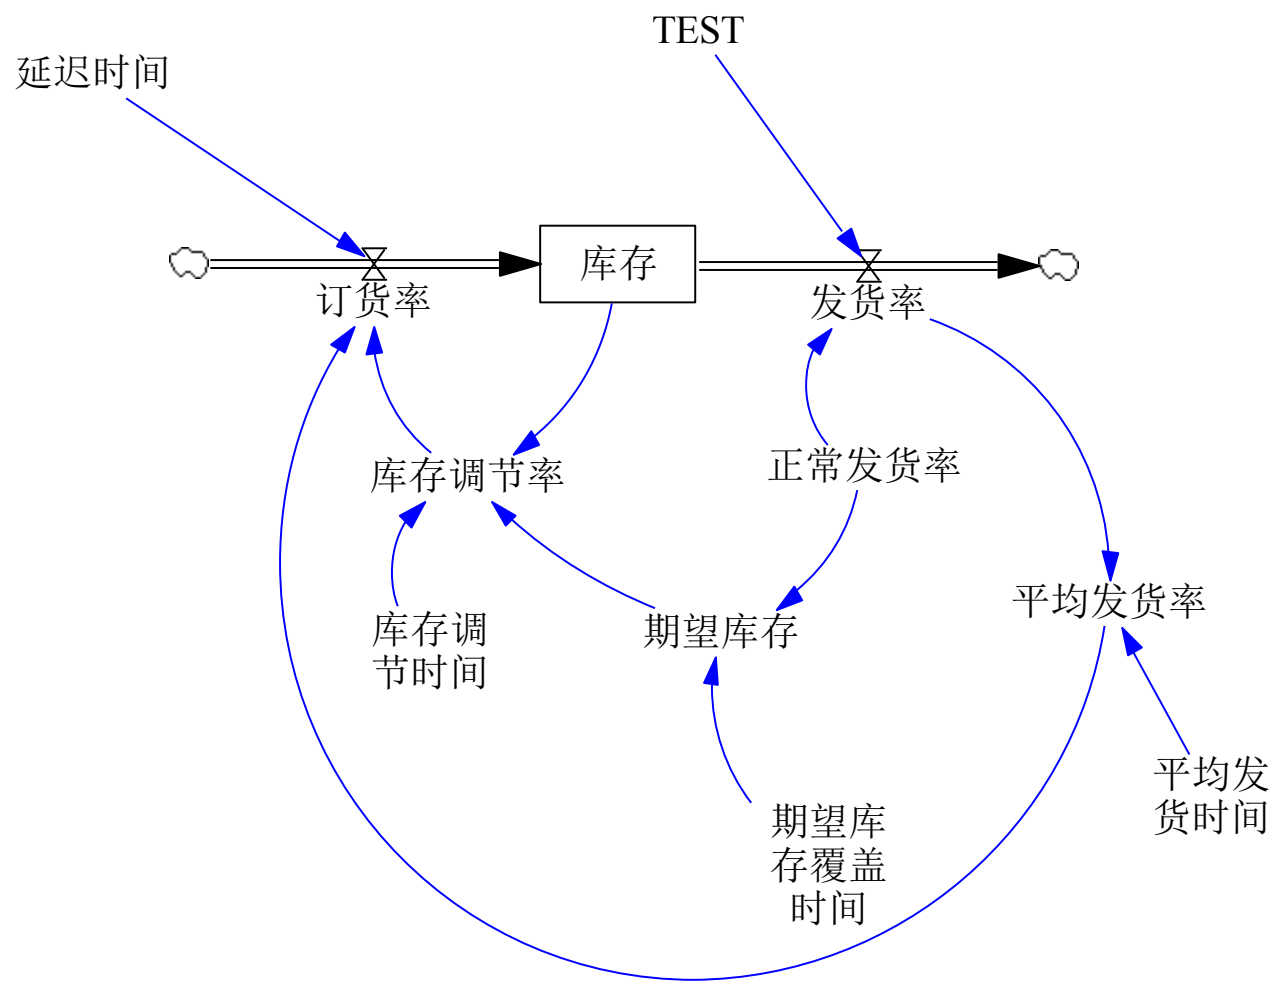 TEST
延迟时间
库存
订货率
发货率
库存调节率
正常发货率
平均发货率
库存调
节时间
期望库存
平均发
货时间
期望库
存覆盖
时间